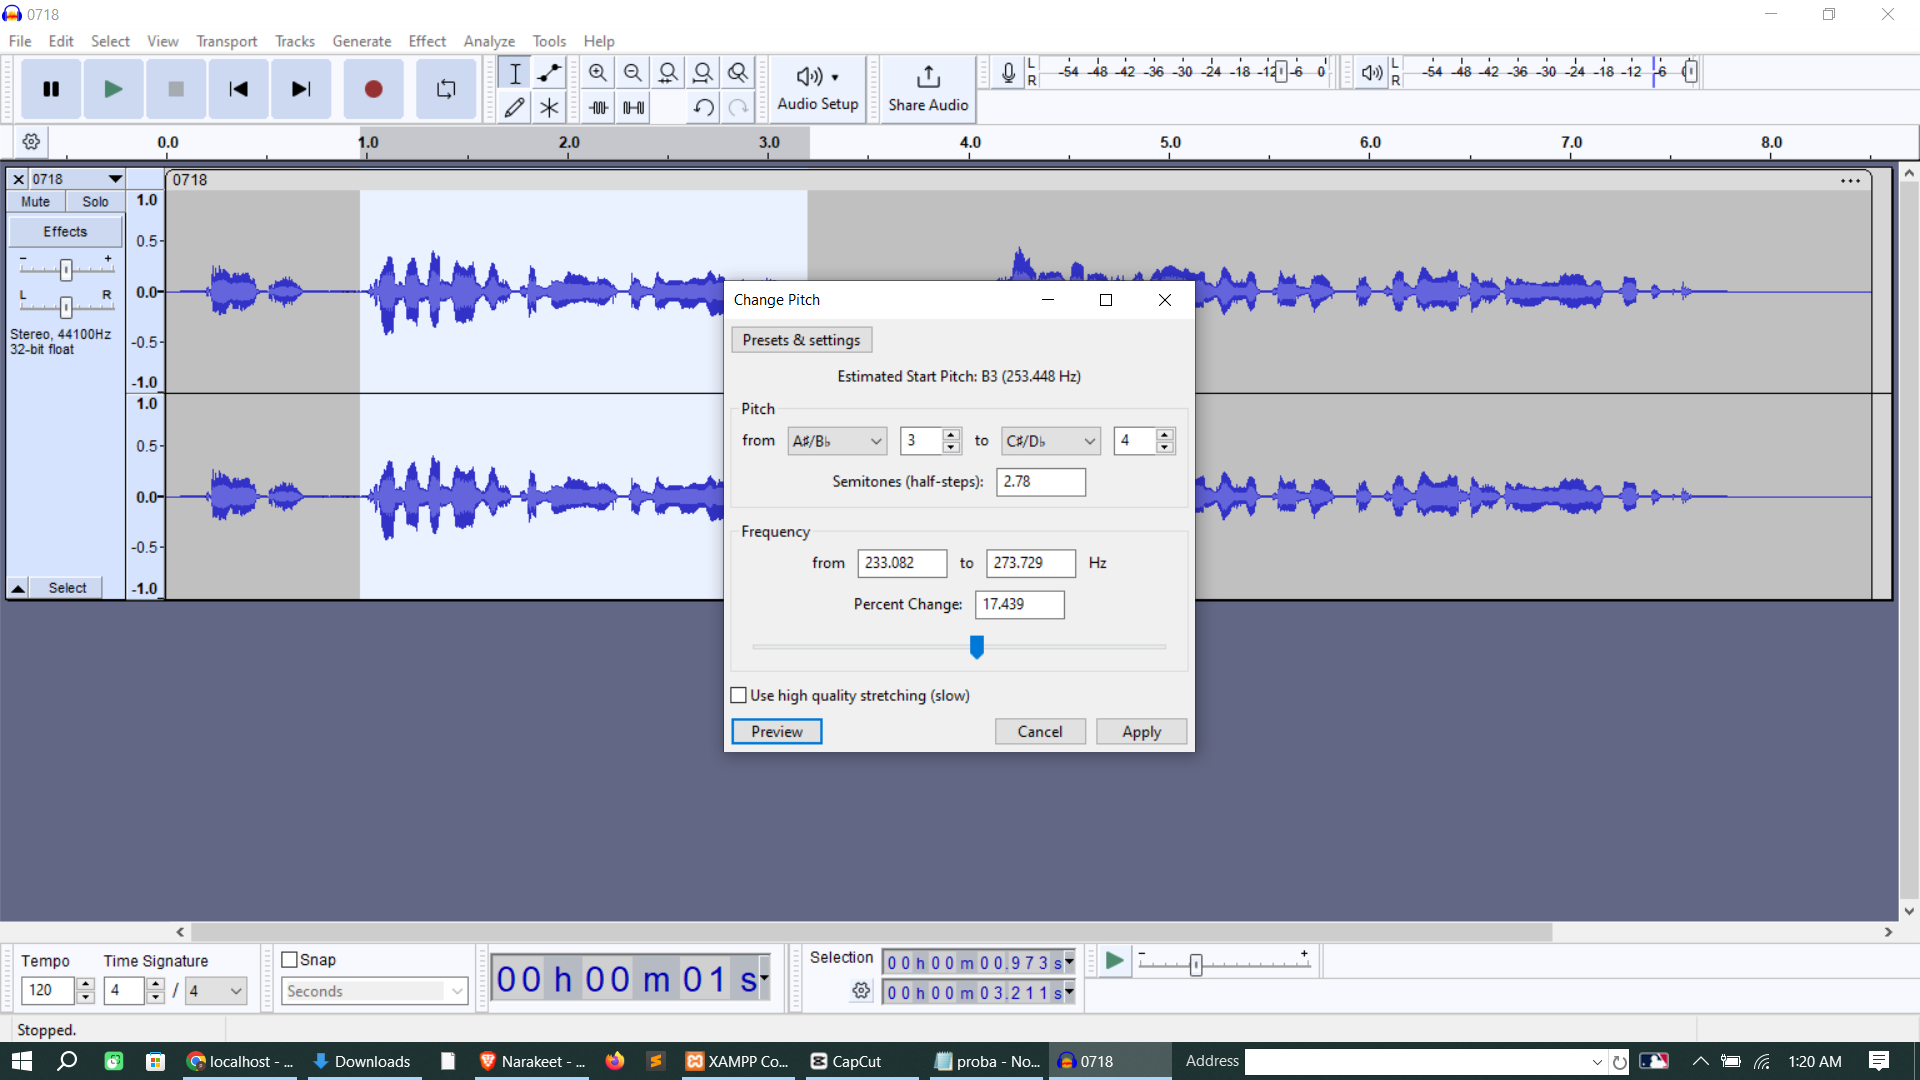 0718
File Edit Select View Transport Tracks Generate Effect Analyze Tools Help
Audio Setup
Share Audio
L
R
-54 -48 -42 -36 -30 -24 -18 -12 -6 0
L
R
-54 -48 -42 -36 -30 -24 -18 -12 -6 0
0.0 1.0 2.0 3.0 4.0 5.0 6.0 7.0 8.0
0718
0718
Mute Solo
Effects
- +
L R
Stereo, 44100Hz
32-bit float
Select
1.0
0.5
0.0
-0.5
-1.0
1.0
0.5
0.0
-0.5
-1.0
Change Pitch
Presets & settings
Estimated Start Pitch: B3 (253.448 Hz)
Pitch
from A♯/B♭ 3 to C♯/D♭ 4
Semitones (half-steps): 2.78
Frequency
from 233.082 to 273.729 Hz
Percent Change: 17.439
Use high quality stretching (slow)
Preview Cancel Apply
Tempo
120
Time Signature
4 / 4
Snap
Seconds
00 h 00 m 01 s
Selection
00 h 00 m 00.973 s
00 h 00 m 03.211 s
- +
Stopped.
localhost - ...
Downloads
Narakeet - ...
XAMPP Co...
CapCut
proba - No...
0718
Address
1:20 AM